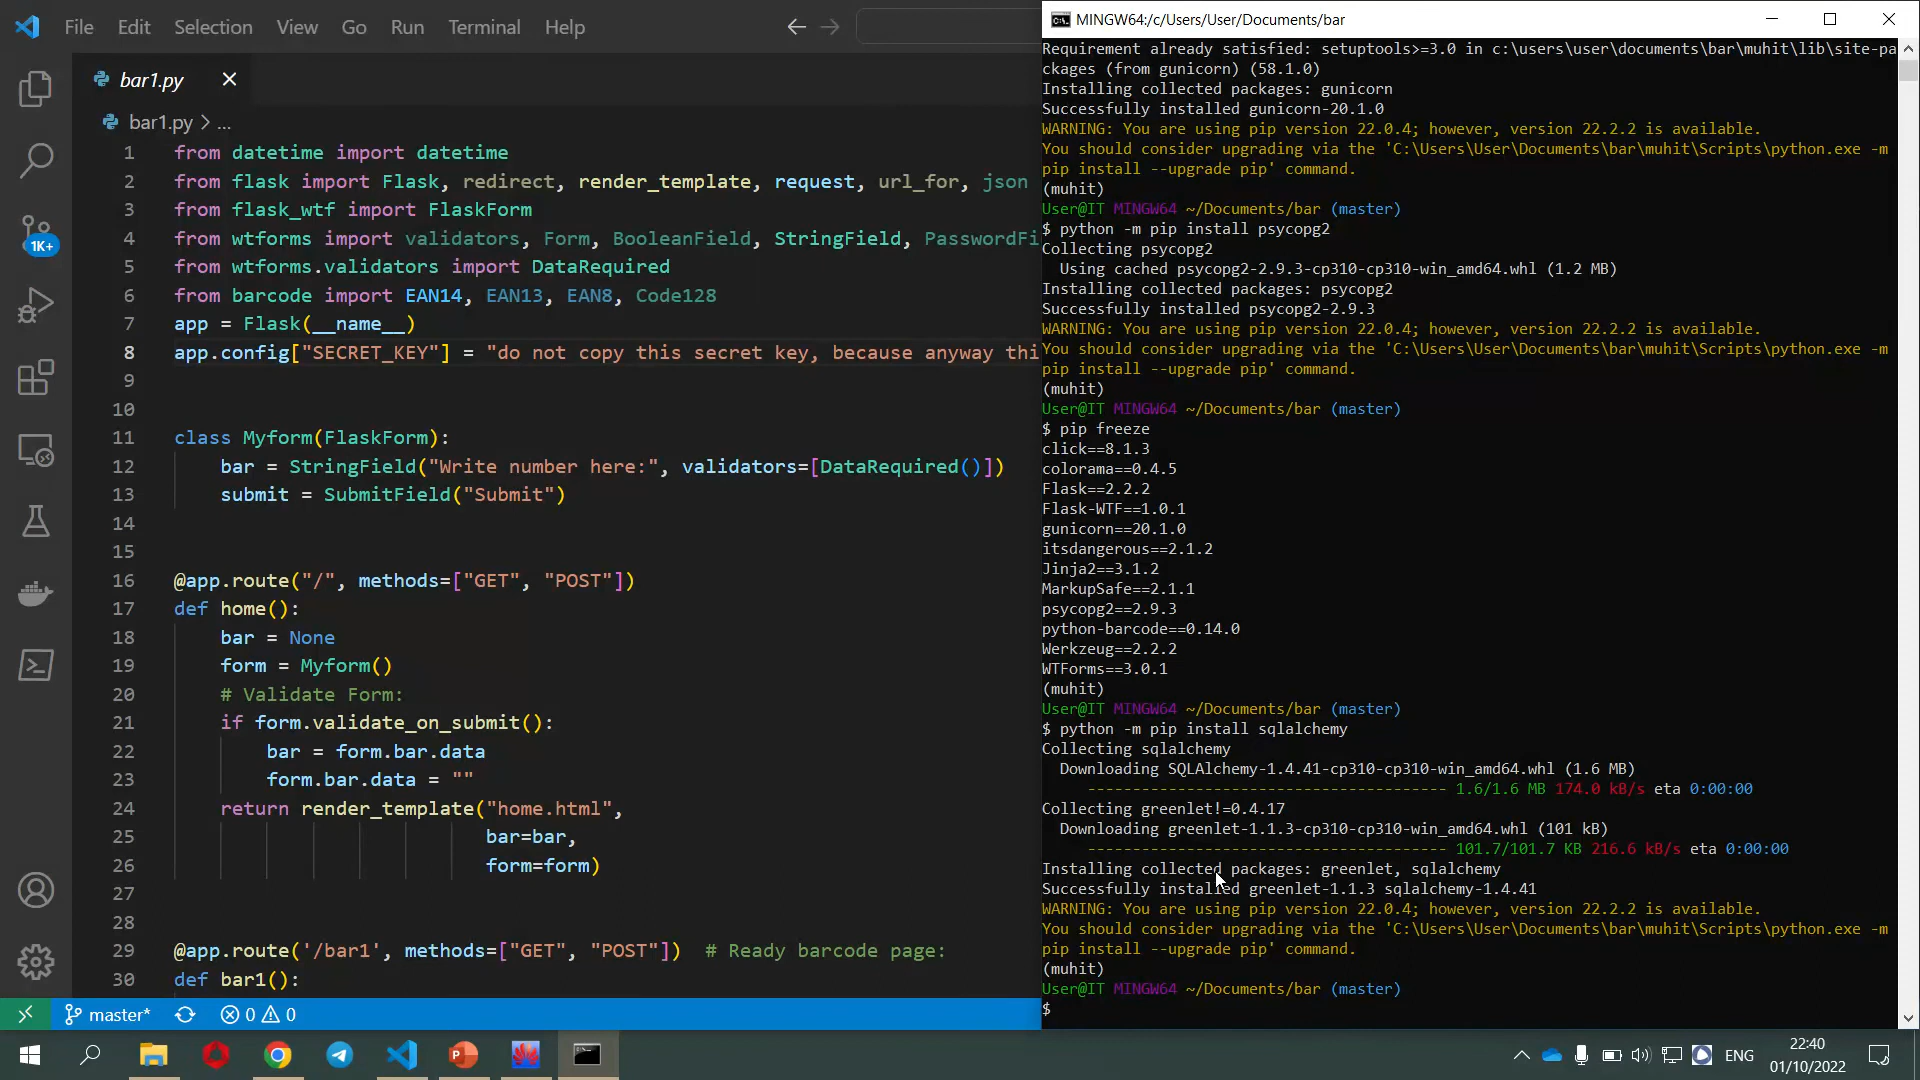 File Edit Selection View Go Run Terminal Help
bar1.py
bar1.py > ...
1 from datetime import datetime
2 from flask import Flask, redirect, render_template, request, url_for, json
3 from flask_wtf import FlaskForm
4 from wtforms import validators, Form, BooleanField, StringField, PasswordFi
5 from wtforms.validators import DataRequired
6 from barcode import EAN14, EAN13, EAN8, Code128
7 app = Flask(__name__)
8 app.config["SECRET_KEY"] = "do not copy this secret key, because anyway thi
9
10
11 class Myform(FlaskForm):
12 bar = StringField("Write number here:", validators=[DataRequired()])
13 submit = SubmitField("Submit")
14
15
16 @app.route("/", methods=["GET", "POST"])
17 def home():
18 bar = None
19 form = Myform()
20 # Validate Form:
21 if form.validate_on_submit():
22 bar = form.bar.data
23 form.bar.data = ""
24 return render_template("home.html",
25 bar=bar,
26 form=form)
27
28
29 @app.route('/bar1', methods=["GET", "POST"]) # Ready barcode page:
30 def bar1():
1K+
master* 0 0
MINGW64:/c/Users/User/Documents/bar
Requirement already satisfied: setuptools>=3.0 in c:\users\user\documents\bar\muhit\lib\site-pa
ckages (from gunicorn) (58.1.0)
Installing collected packages: gunicorn
Successfully installed gunicorn-20.1.0
WARNING: You are using pip version 22.0.4; however, version 22.2.2 is available.
You should consider upgrading via the 'C:\Users\User\Documents\bar\muhit\Scripts\python.exe -m
pip install --upgrade pip' command.
(muhit)
User@IT MINGW64 ~/Documents/bar (master)
$ python -m pip install psycopg2
Collecting psycopg2
Using cached psycopg2-2.9.3-cp310-cp310-win_amd64.whl (1.2 MB)
Installing collected packages: psycopg2
Successfully installed psycopg2-2.9.3
WARNING: You are using pip version 22.0.4; however, version 22.2.2 is available.
You should consider upgrading via the 'C:\Users\User\Documents\bar\muhit\Scripts\python.exe -m
pip install --upgrade pip' command.
(muhit)
User@IT MINGW64 ~/Documents/bar (master)
$ pip freeze
click==8.1.3
colorama==0.4.5
Flask==2.2.2
Flask-WTF==1.0.1
gunicorn==20.1.0
itsdangerous==2.1.2
Jinja2==3.1.2
MarkupSafe==2.1.1
psycopg2==2.9.3
python-barcode==0.14.0
Werkzeug==2.2.2
WTForms==3.0.1
(muhit)
User@IT MINGW64 ~/Documents/bar (master)
$ python -m pip install sqlalchemy
Collecting sqlalchemy
Downloading SQLAlchemy-1.4.41-cp310-cp310-win_amd64.whl (1.6 MB)
---------------------------------------- 1.6/1.6 MB 174.0 kB/s eta 0:00:00
Collecting greenlet!=0.4.17
Downloading greenlet-1.1.3-cp310-cp310-win_amd64.whl (101 kB)
---------------------------------------- 101.7/101.7 KB 216.6 kB/s eta 0:00:00
Installing collected packages: greenlet, sqlalchemy
Successfully installed greenlet-1.1.3 sqlalchemy-1.4.41
WARNING: You are using pip version 22.0.4; however, version 22.2.2 is available.
You should consider upgrading via the 'C:\Users\User\Documents\bar\muhit\Scripts\python.exe -m
pip install --upgrade pip' command.
(muhit)
User@IT MINGW64 ~/Documents/bar (master)
$
ENG
22:40
01/10/2022